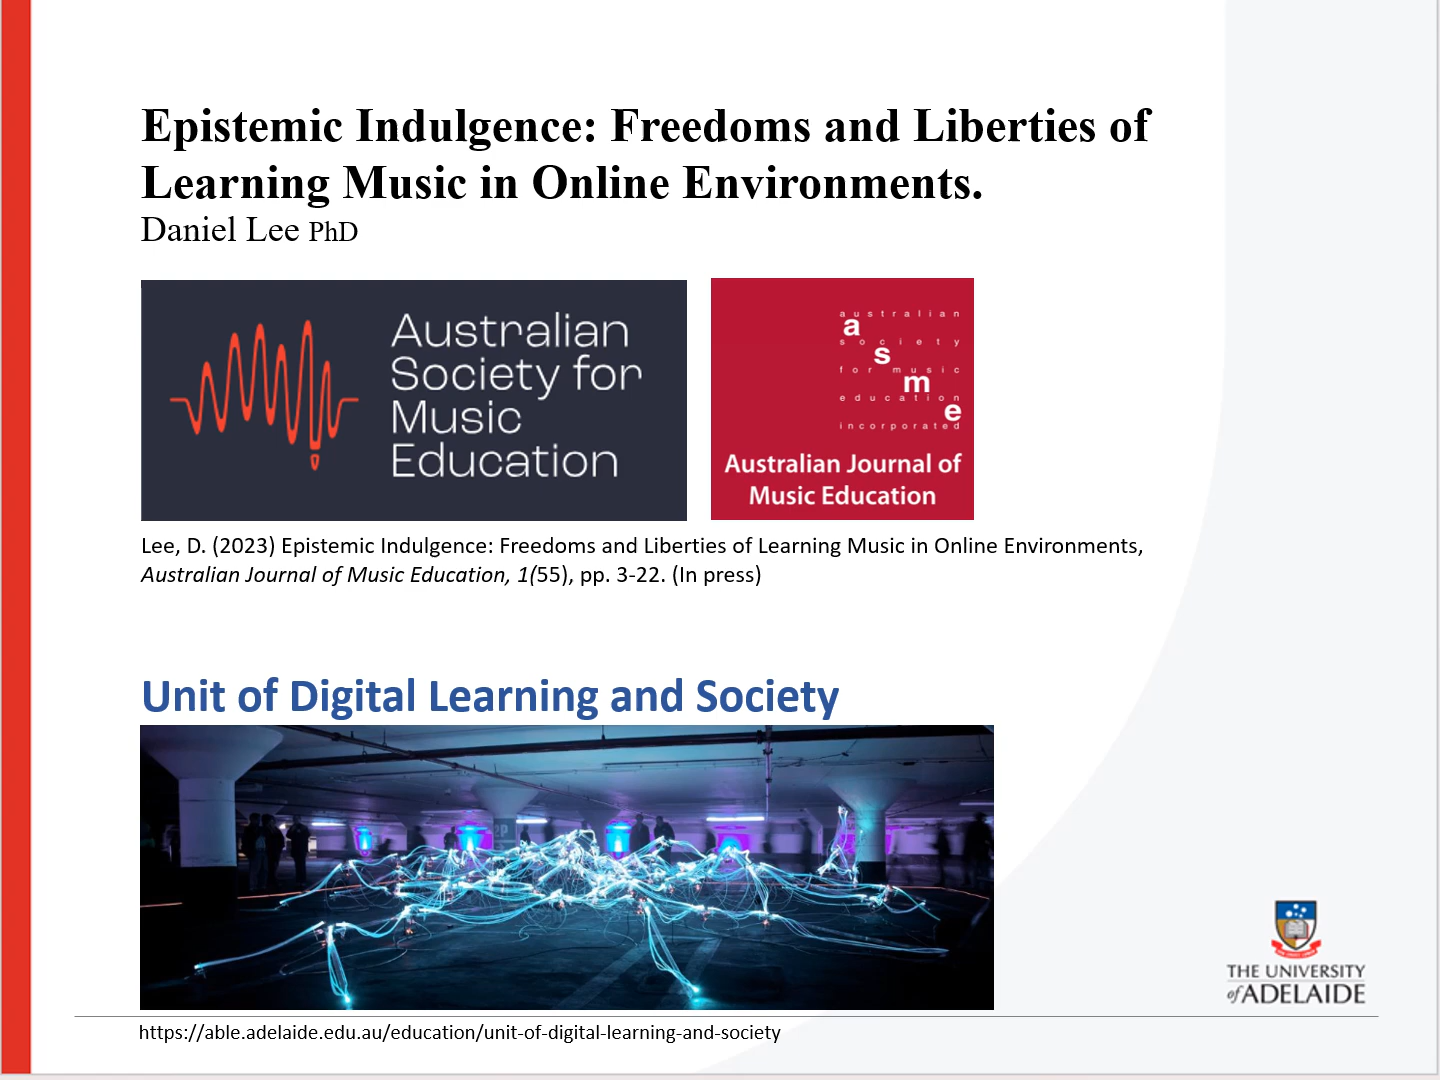 Epistemic Indulgence: Freedoms and Liberties of
Learning Music in Online Environments.
Daniel Lee PhD
Australian
Society for
Music
Education
australian
a
society
s
for music
m
education
e
incorporated
Australian Journal of
Music Education
Lee, D. (2023) Epistemic Indulgence: Freedoms and Liberties of Learning Music in Online Environments,
Australian Journal of Music Education, 1(55), pp. 3-22. (In press)
Unit of Digital Learning and Society
THE UNIVERSITY
of ADELAIDE
https://able.adelaide.edu.au/education/unit-of-digital-learning-and-society